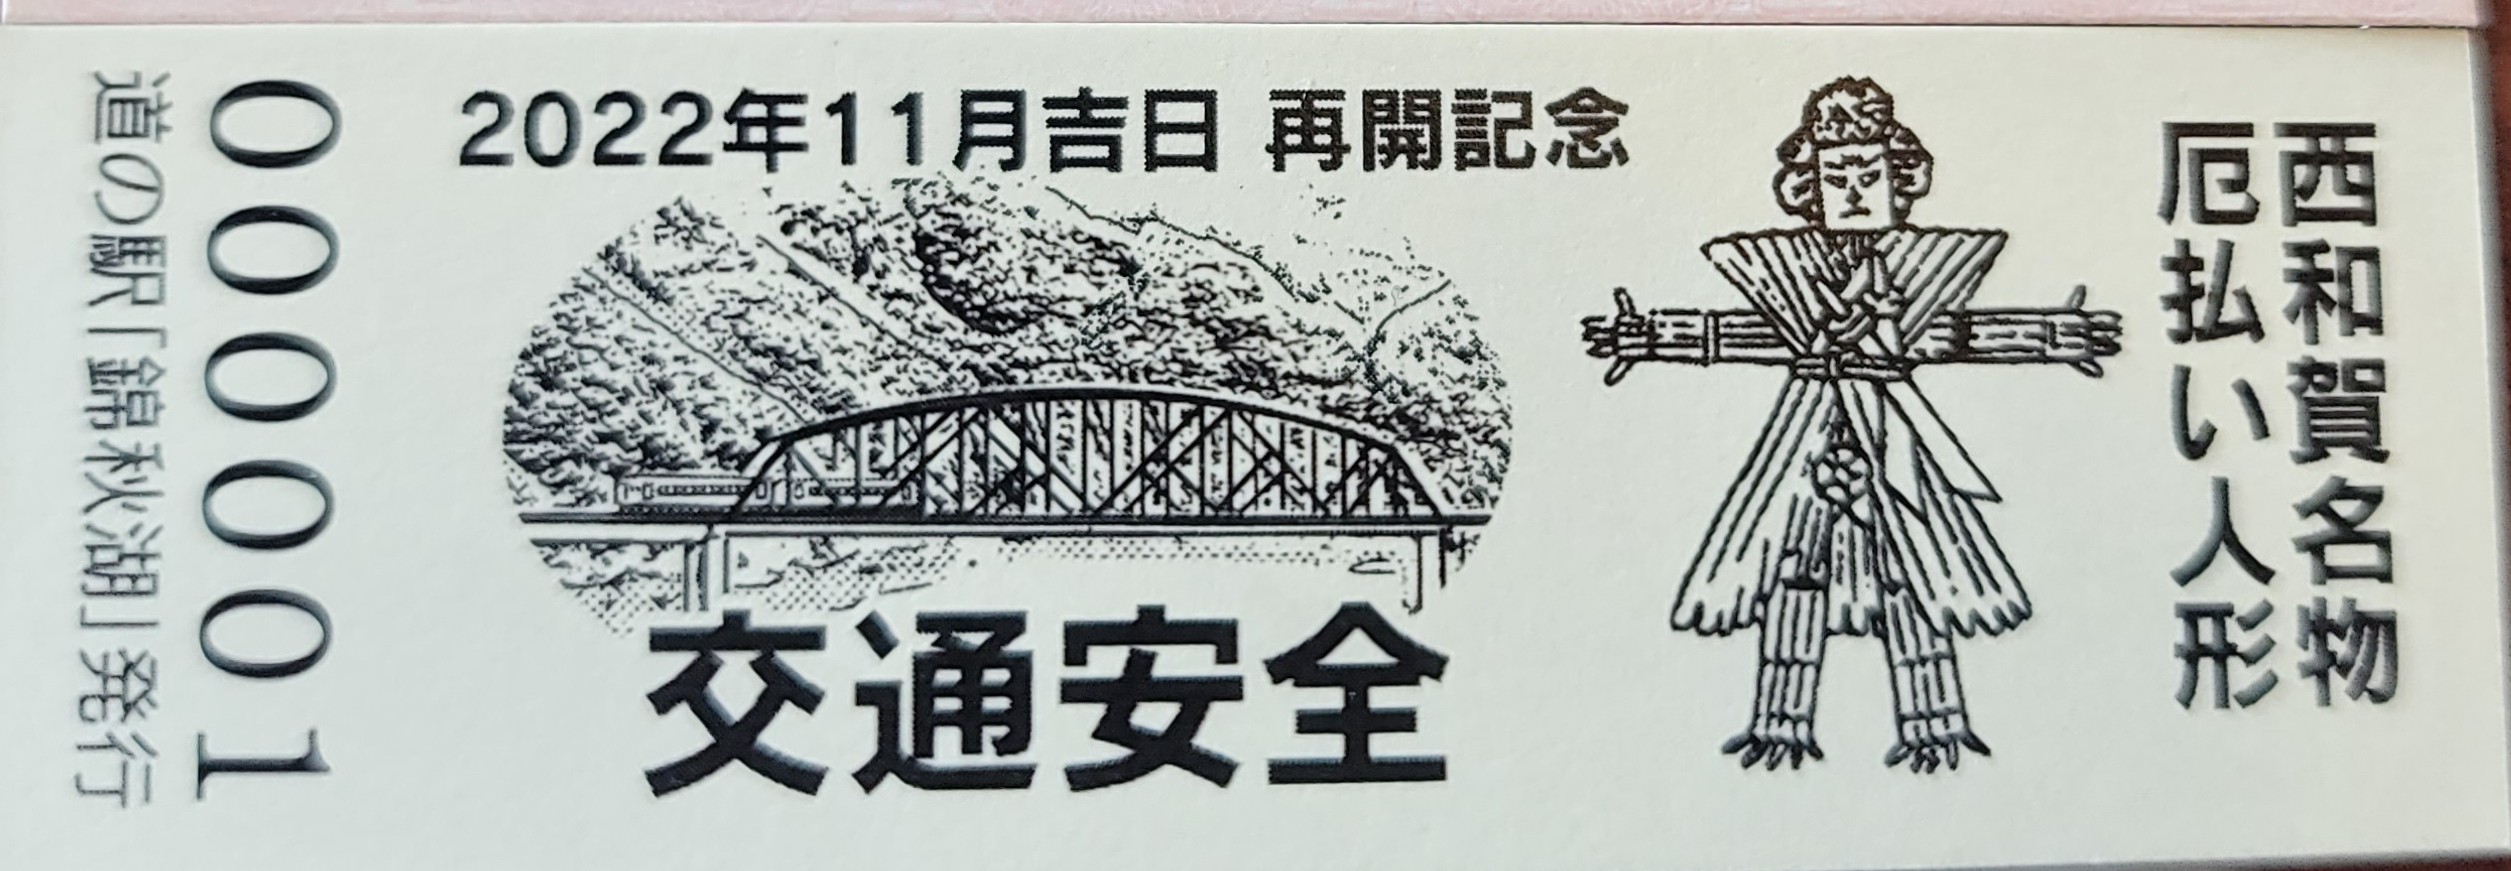 2022年11月吉日 再開記念
交通安全
西和賀名物
厄払い人形
000001
道の駅「錦秋湖」発行